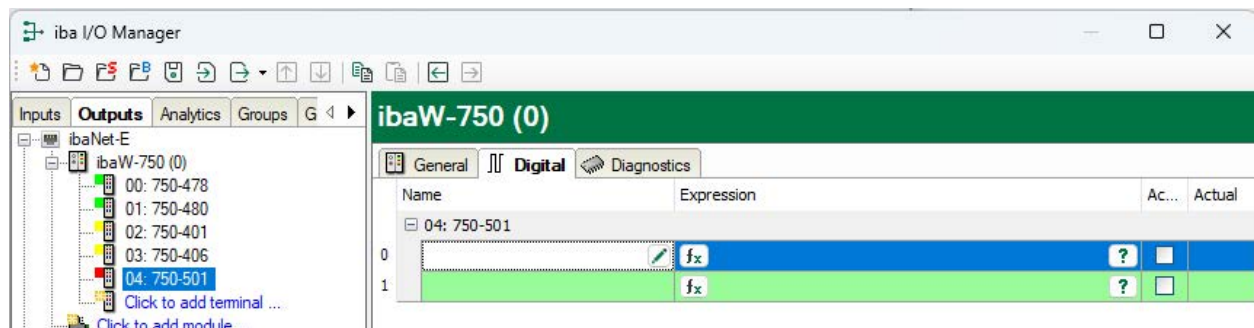 iba I/O Manager
Inputs Outputs Analytics Groups G
ibaNet-E
ibaW-750 (0)
00: 750-478
01: 750-480
02: 750-401
03: 750-406
04: 750-501
Click to add terminal ...
Click to add module
ibaW-750 (0)
General Digital Diagnostics
Name Expression Ac... Actual
04: 750-501
0 fx ?
1 fx ?